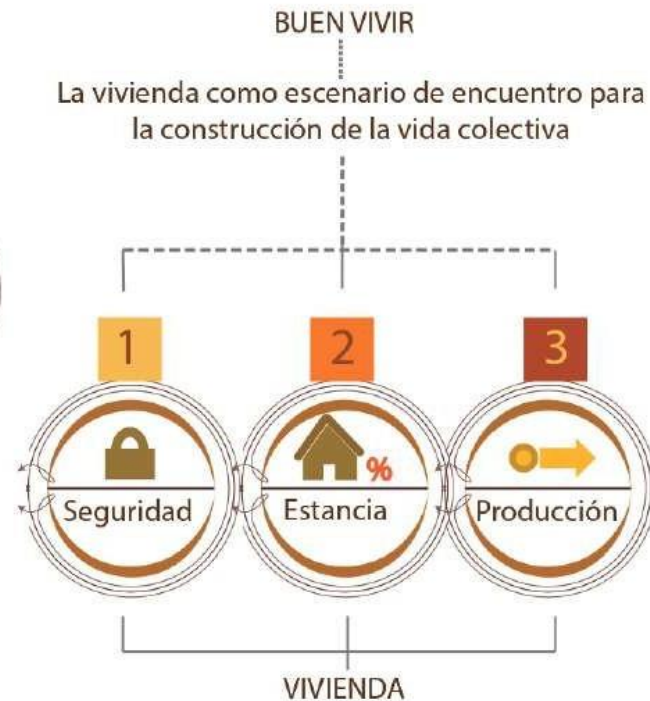 BUEN VIVIR
La vivienda como escenario de encuentro para
la construcción de la vida colectiva
1 2 3
%
Seguridad Estancia Producción
VIVIENDA